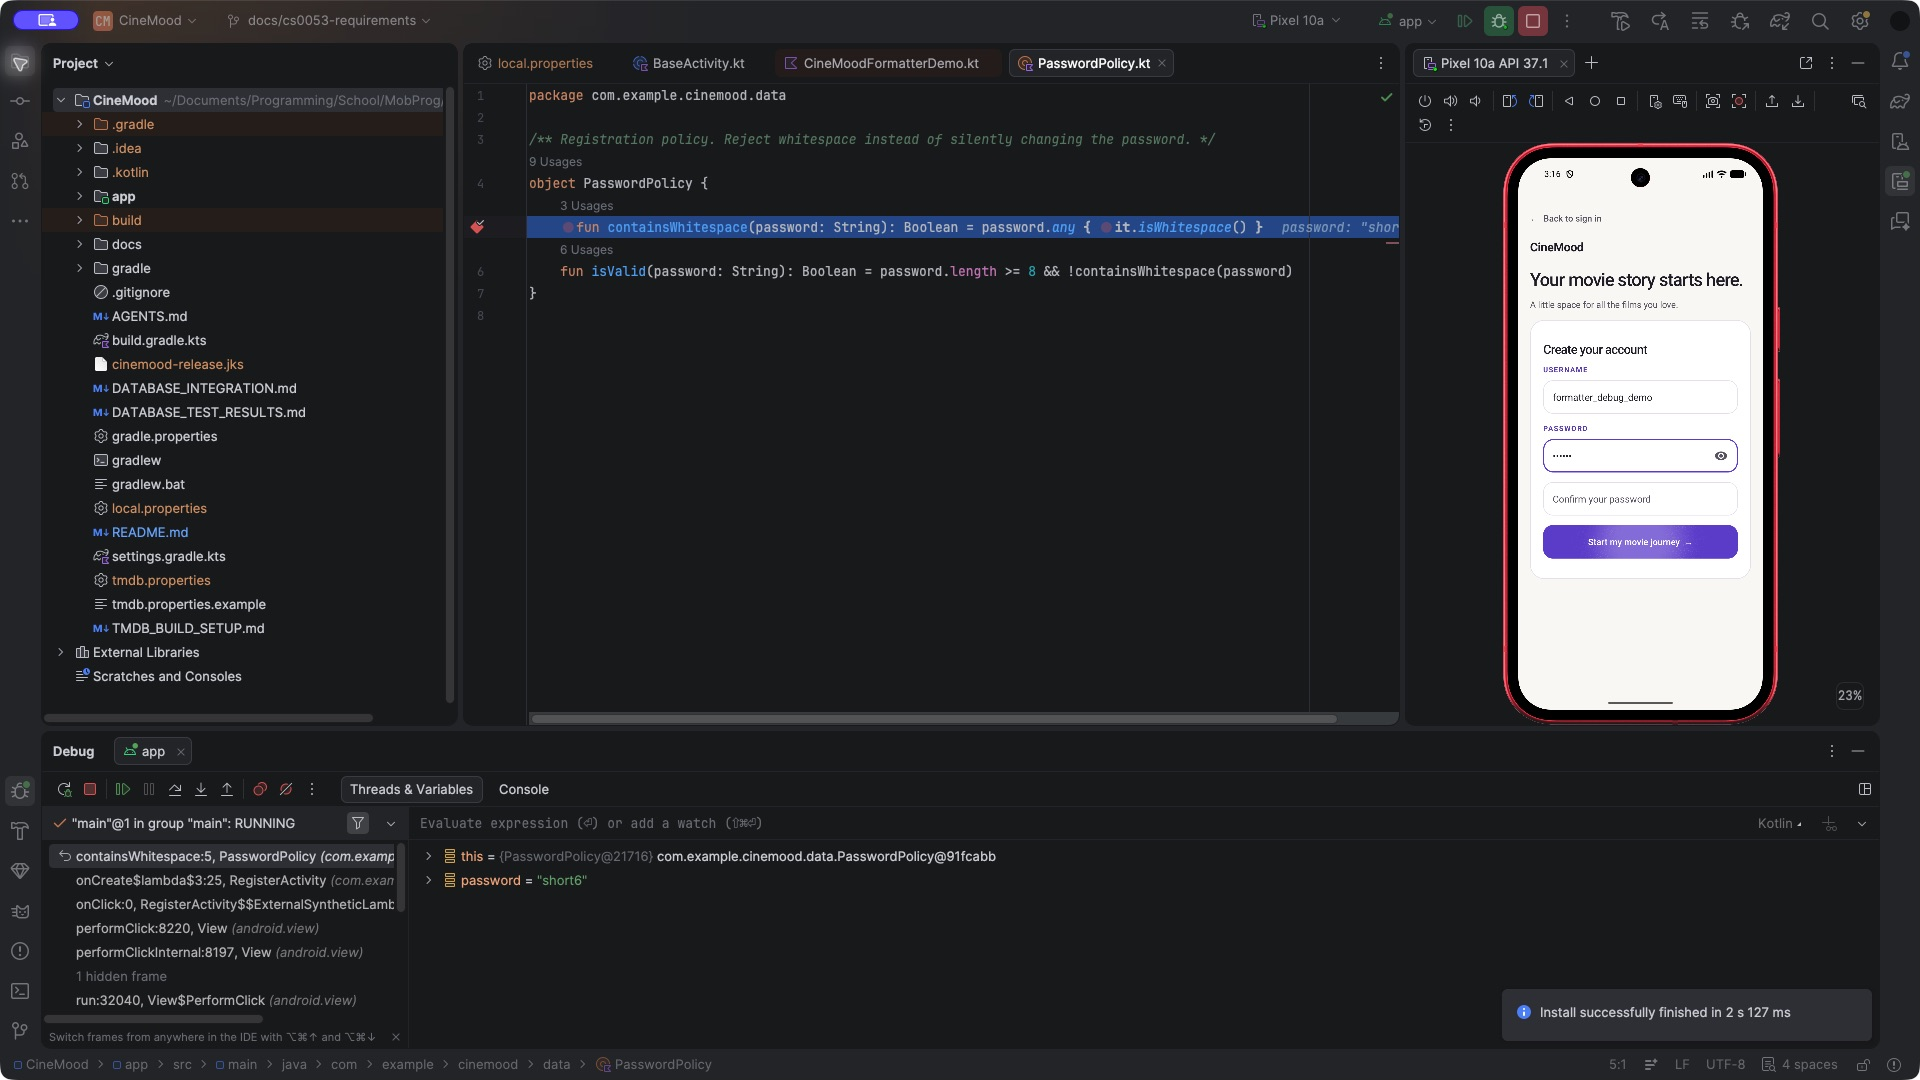 CM CineMood
docs/cs0053-requirements
Pixel 10a
app
Project
local.properties
BaseActivity.kt
CineMoodFormatterDemo.kt
PasswordPolicy.kt
Pixel 10a API 37.1
CineMood ~/Documents/Programming/School/MobProg/
.gradle
.idea
.kotlin
app
build
docs
gradle
.gitignore
M↓ AGENTS.md
build.gradle.kts
cinemood-release.jks
M↓ DATABASE_INTEGRATION.md
M↓ DATABASE_TEST_RESULTS.md
gradle.properties
gradlew
gradlew.bat
local.properties
M↓ README.md
settings.gradle.kts
tmdb.properties
tmdb.properties.example
M↓ TMDB_BUILD_SETUP.md
External Libraries
Scratches and Consoles
1 package com.example.cinemood.data
2
3 /** Registration policy. Reject whitespace instead of silently changing the password. */
9 Usages
4 object PasswordPolicy {
3 Usages
fun containsWhitespace(password: String): Boolean = password.any { it.isWhitespace() } password: "shor
6 Usages
6 fun isValid(password: String): Boolean = password.length >= 8 && !containsWhitespace(password)
7 }
8
3:16
Back to sign in
CineMood
Your movie story starts here.
A little space for all the films you love.
Create your account
USERNAME
formatter_debug_demo
PASSWORD
••••••
Confirm your password
Start my movie journey →
23%
Debug
app
Threads & Variables
Console
"main"@1 in group "main": RUNNING
Evaluate expression (⏎) or add a watch (⇧⌘⏎)
Kotlin
containsWhitespace:5, PasswordPolicy (com.examp
onCreate$lambda$3:25, RegisterActivity (com.exan
onClick:0, RegisterActivity$$ExternalSyntheticLamb
performClick:8220, View (android.view)
performClickInternal:8197, View (android.view)
1 hidden frame
run:32040, View$PerformClick (android.view)
Switch frames from anywhere in the IDE with ⌥⌘↑ and ⌥⌘↓
this = {PasswordPolicy@21716} com.example.cinemood.data.PasswordPolicy@91fcabb
password = "short6"
Install successfully finished in 2 s 127 ms
CineMood > app > src > main > java > com > example > cinemood > data > PasswordPolicy
5:1
LF
UTF-8
4 spaces